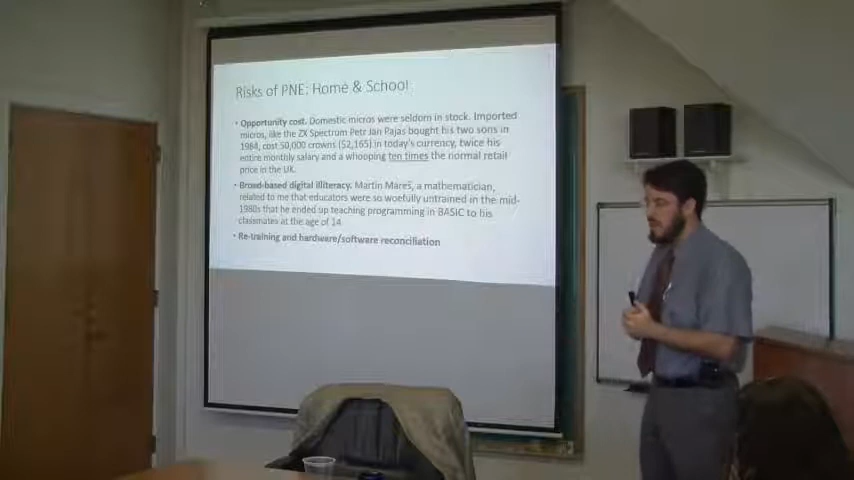 Risks of PNE: Home & School
• Opportunity cost. Domestic micros were seldom in stock. Imported
micros, like the ZX Spectrum Petr Jan Pajas bought his two sons in
1984, cost 50,000 crowns ($2,165) in today's currency, twice his
entire monthly salary and a whooping ten times the normal retail
price in the UK.
• Broad-based digital illiteracy. Martin Mareš, a mathematician,
related to me that educators were so woefully untrained in the mid-
1980s that he ended up teaching programming in BASIC to his
classmates at the age of 14.
• Re-training and hardware/software reconciliation